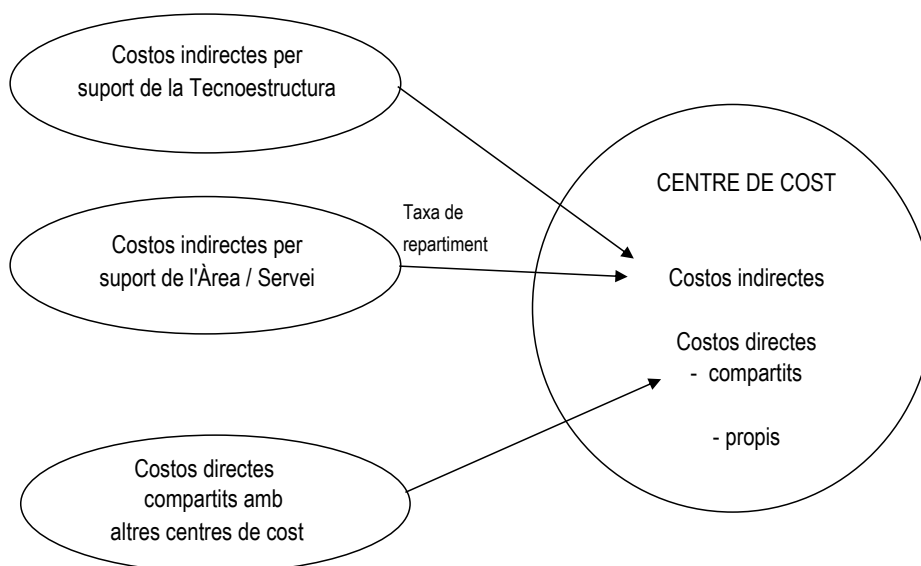 Costos indirectes per
suport de la Tecnoestructura
CENTRE DE COST
Taxa de
repartiment
Costos indirectes per
suport de l'Àrea / Servei
Costos indirectes
Costos directes
- compartits
- propis
Costos directes
compartits amb
altres centres de cost